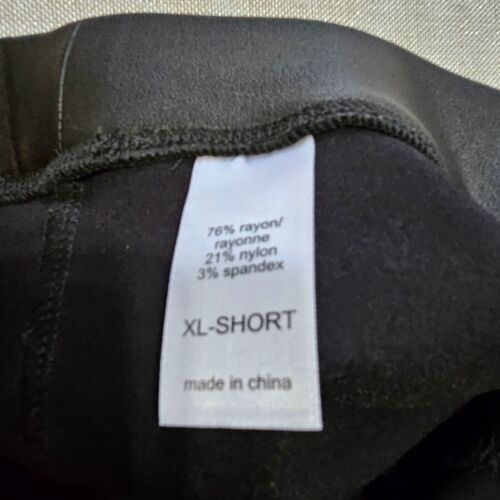 76% rayon/
rayonne
21% nylon
3% spandex
XL-SHORT
made in china